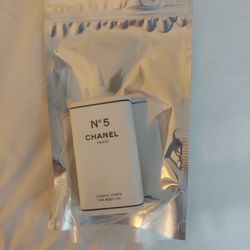 N°5
CHANEL
PARIS
L'HUILE CORPS
THE BODY OIL